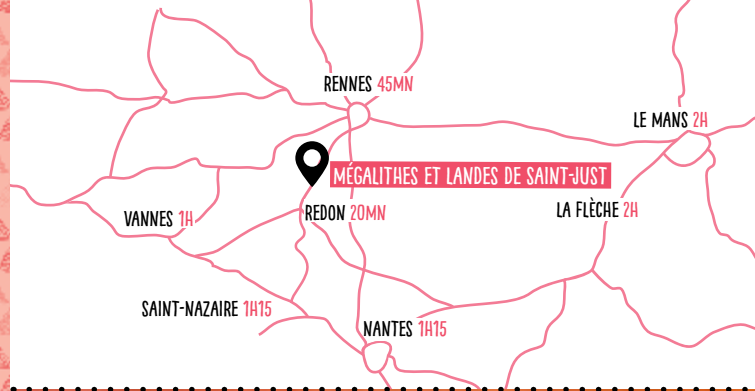 RENNES 45MN
LE MANS 2H
MÉGALITHES ET LANDES DE SAINT-JUST
VANNES 1H
REDON 20MN
LA FLÈCHE 2H
SAINT-NAZAIRE 1H15
NANTES 1H15